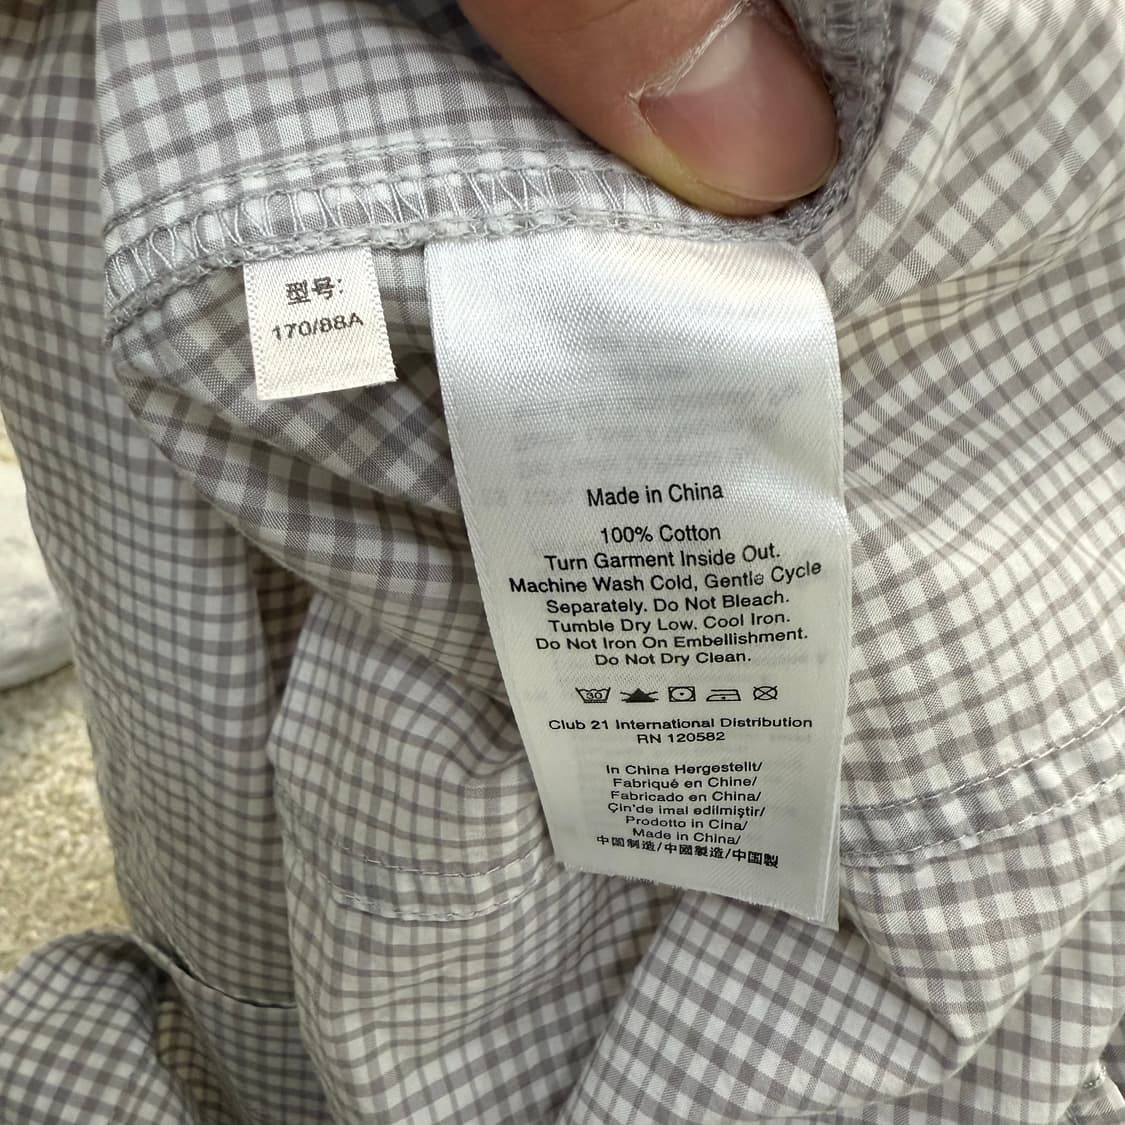 型号:
170/88A
Made in China
100% Cotton
Turn Garment Inside Out.
Machine Wash Cold, Gentle Cycle
Separately. Do Not Bleach.
Tumble Dry Low. Cool Iron.
Do Not Iron On Embellishment.
Do Not Dry Clean.
30
Club 21 International Distribution
RN 120582
In China Hergestellt/
Fabriqué en Chine/
Fabricado en China/
Çin'de imal edilmiştir/
Prodotto in Cina/
Made in China/
中国制造/中國製造/中国製